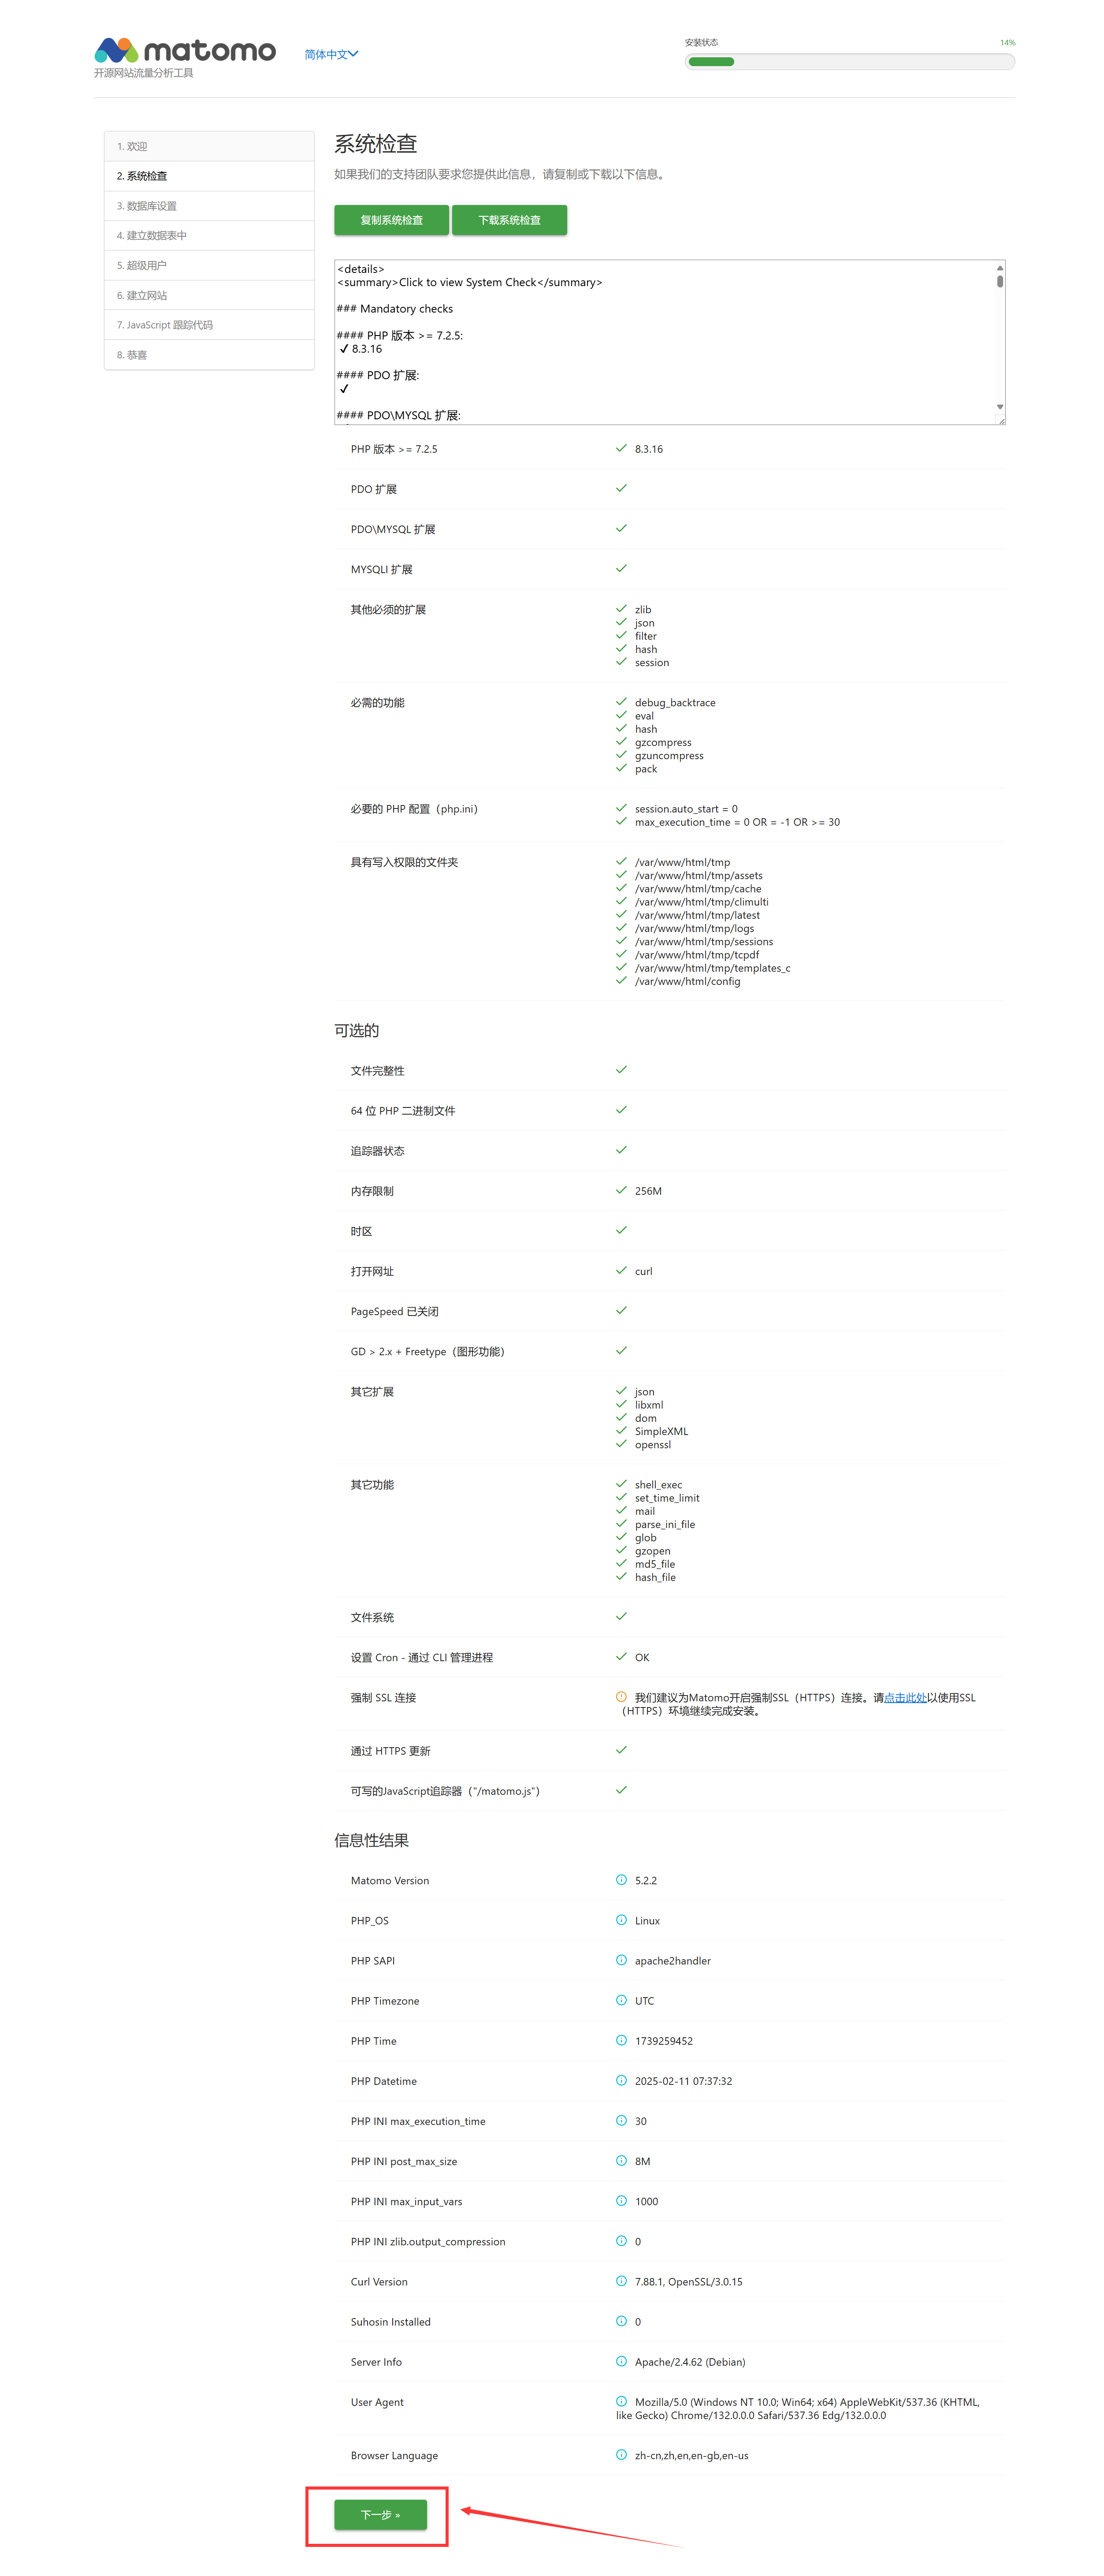 matomo
开源网站流量分析工具
简体中文
安装状态
14%
1. 欢迎
2. 系统检查
3. 数据库设置
4. 建立数据表中
5. 超级用户
6. 建立网站
7. JavaScript 跟踪代码
8. 恭喜
系统检查
如果我们的支持团队要求您提供此信息，请复制或下载以下信息。
复制系统检查
下载系统检查
<details>
<summary>Click to view System Check</summary>
### Mandatory checks
#### PHP 版本 >= 7.2.5:
✔ 8.3.16
#### PDO 扩展:
✔
#### PDO\MYSQL 扩展:
PHP 版本 >= 7.2.5
8.3.16
PDO 扩展
PDO\MYSQL 扩展
MYSQLI 扩展
其他必须的扩展
zlib
json
filter
hash
session
必需的功能
debug_backtrace
eval
hash
gzcompress
gzuncompress
pack
必要的 PHP 配置（php.ini）
session.auto_start = 0
max_execution_time = 0 OR = -1 OR >= 30
具有写入权限的文件夹
/var/www/html/tmp
/var/www/html/tmp/assets
/var/www/html/tmp/cache
/var/www/html/tmp/climulti
/var/www/html/tmp/latest
/var/www/html/tmp/logs
/var/www/html/tmp/sessions
/var/www/html/tmp/tcpdf
/var/www/html/tmp/templates_c
/var/www/html/config
可选的
文件完整性
64 位 PHP 二进制文件
追踪器状态
内存限制
256M
时区
打开网址
curl
PageSpeed 已关闭
GD > 2.x + Freetype（图形功能）
其它扩展
json
libxml
dom
SimpleXML
openssl
其它功能
shell_exec
set_time_limit
mail
parse_ini_file
glob
gzopen
md5_file
hash_file
文件系统
设置 Cron - 通过 CLI 管理进程
OK
强制 SSL 连接
我们建议为Matomo开启强制SSL（HTTPS）连接。请点击此处以使用SSL
（HTTPS）环境继续完成安装。
通过 HTTPS 更新
可写的JavaScript追踪器（"/matomo.js"）
信息性结果
Matomo Version
5.2.2
PHP_OS
Linux
PHP SAPI
apache2handler
PHP Timezone
UTC
PHP Time
1739259452
PHP Datetime
2025-02-11 07:37:32
PHP INI max_execution_time
30
PHP INI post_max_size
8M
PHP INI max_input_vars
1000
PHP INI zlib.output_compression
0
Curl Version
7.88.1, OpenSSL/3.0.15
Suhosin Installed
0
Server Info
Apache/2.4.62 (Debian)
User Agent
Mozilla/5.0 (Windows NT 10.0; Win64; x64) AppleWebKit/537.36 (KHTML,
like Gecko) Chrome/132.0.0.0 Safari/537.36 Edg/132.0.0.0
Browser Language
zh-cn,zh,en,en-gb,en-us
下一步 »